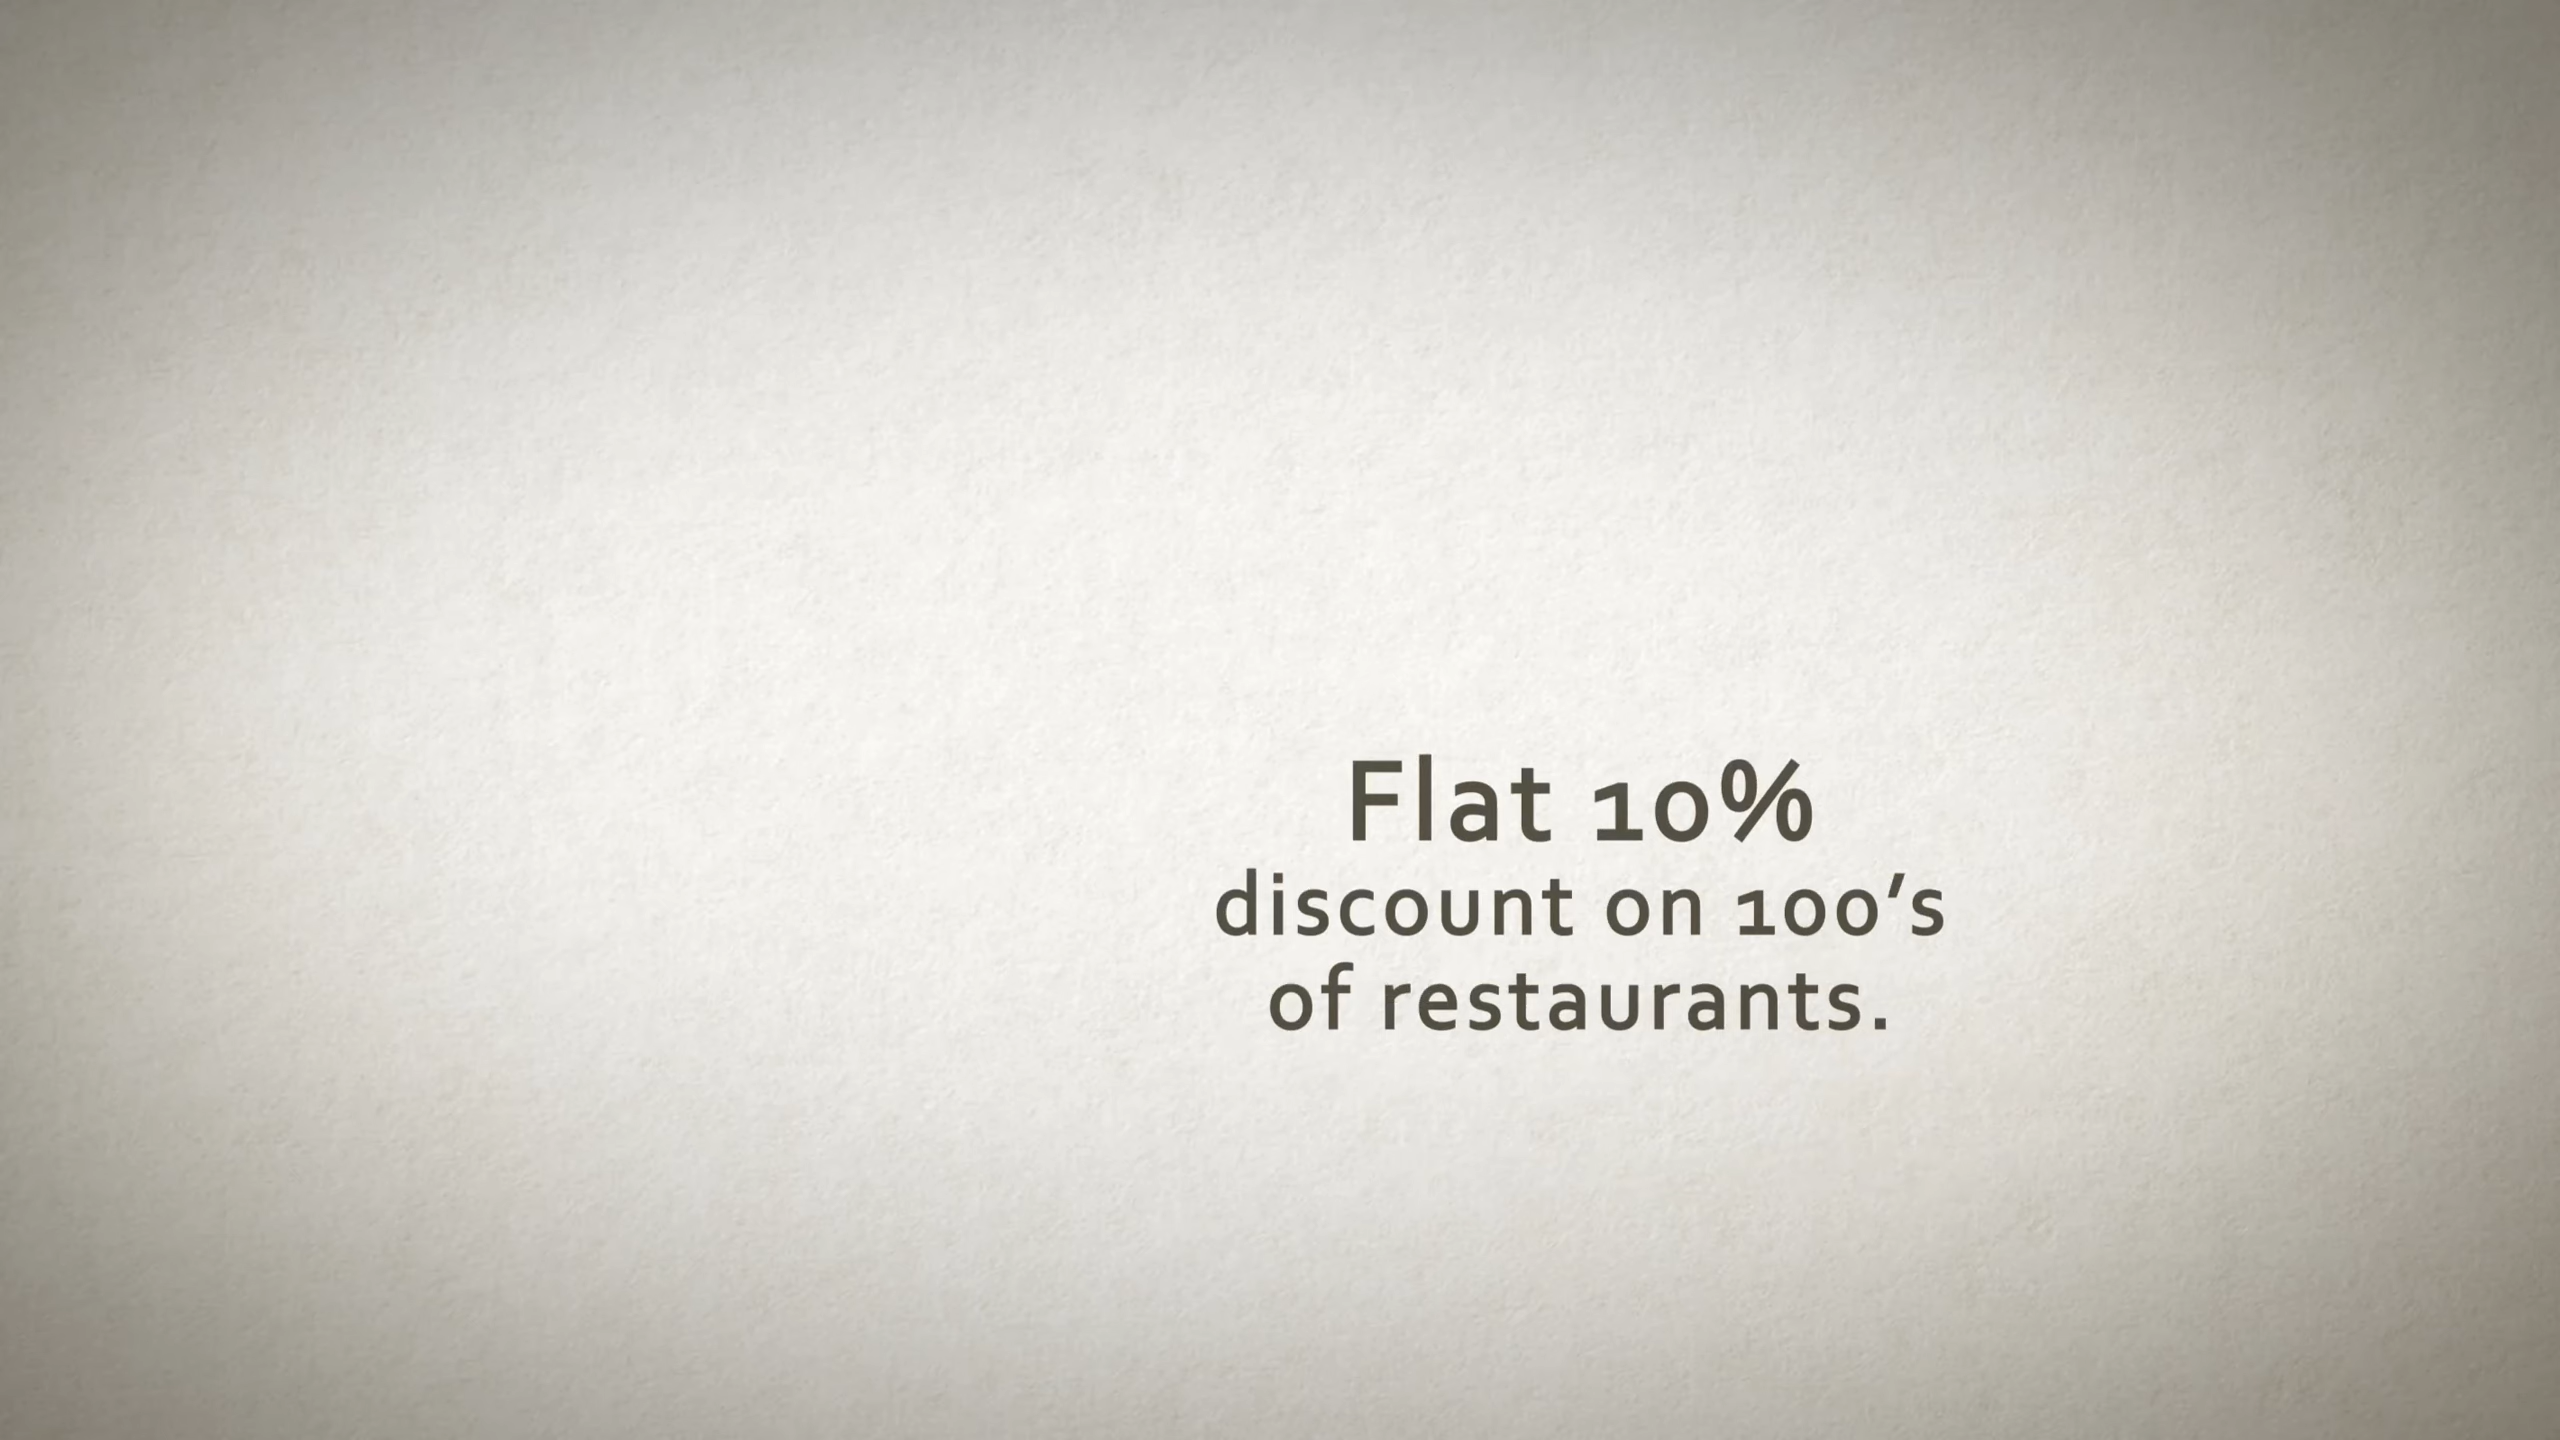 Flat 10%
discount on 100’s
of restaurants.